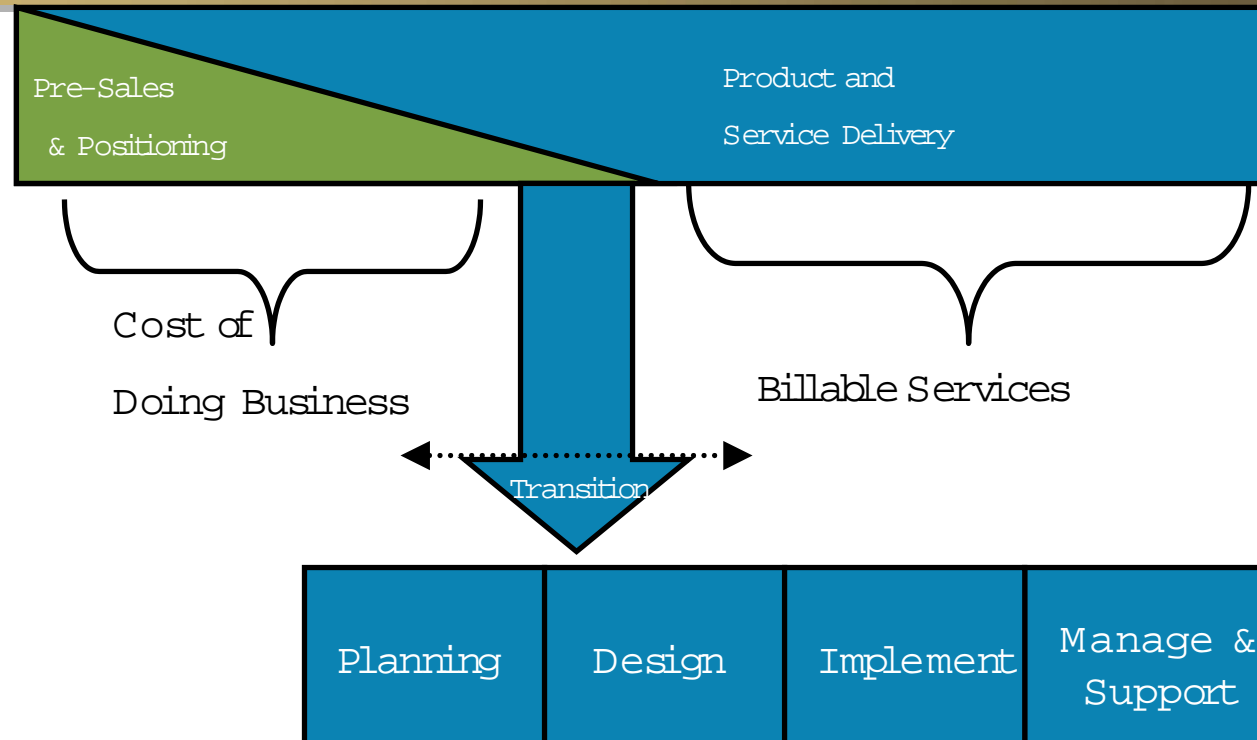 Pre-Sales
& Positioning
Product and
Service Delivery
Cost of
Doing Business
Billable Services
Transition
Planning
Design
Implement
Manage &
Support